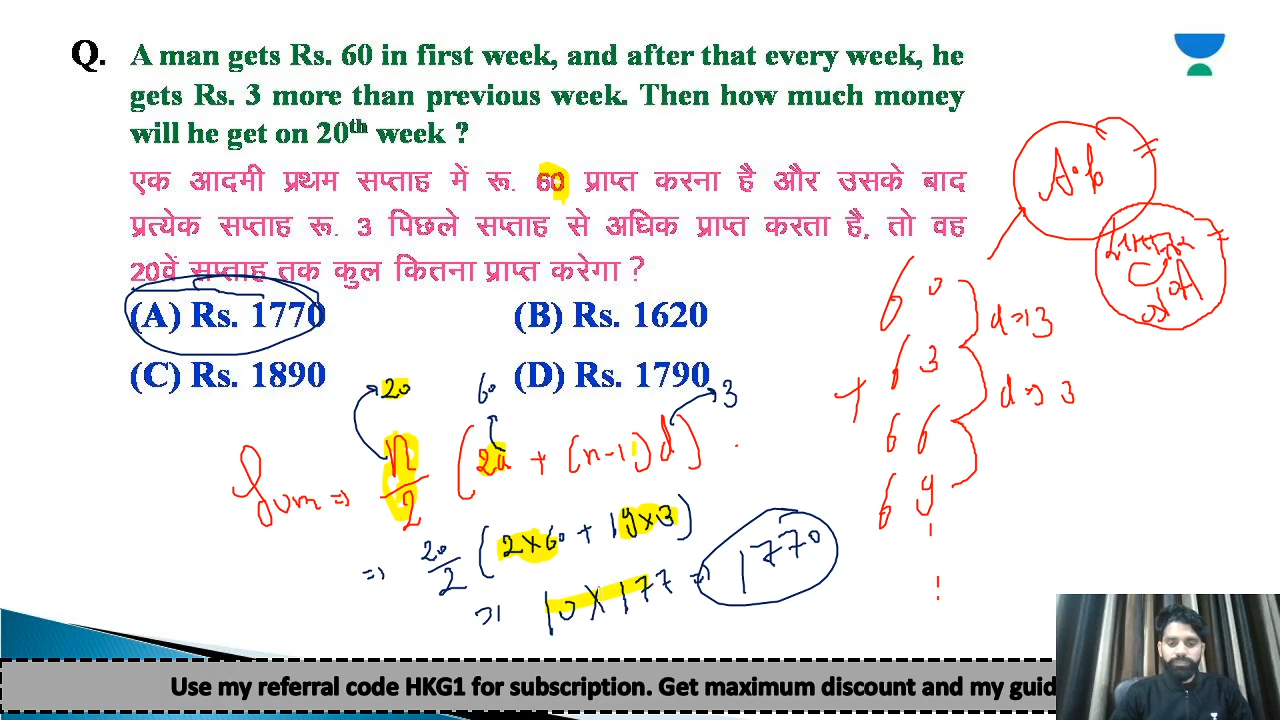 Q. A man gets Rs. 60 in first week, and after that every week, he
gets Rs. 3 more than previous week. Then how much money
will he get on 20th week ?
एक आदमी प्रथम सप्ताह में रू. 60 प्राप्त करना है और उसके बाद
प्रत्येक सप्ताह रू. 3 पिछले सप्ताह से अधिक प्राप्त करता है, तो वह
20वें सप्ताह तक कुल कितना प्राप्त करेगा ?
(A) Rs. 1770 (B) Rs. 1620
(C) Rs. 1890 (D) Rs. 1790
20 60 3
Sum => n/2 (2a + (n-1)d)
=> 20/2 (2×60 + 19×3)
=> 10×177 => 1770
A.P.
60
63
66
69
d=>3
d=>3
Use my referral code HKG1 for subscription. Get maximum discount and my guid